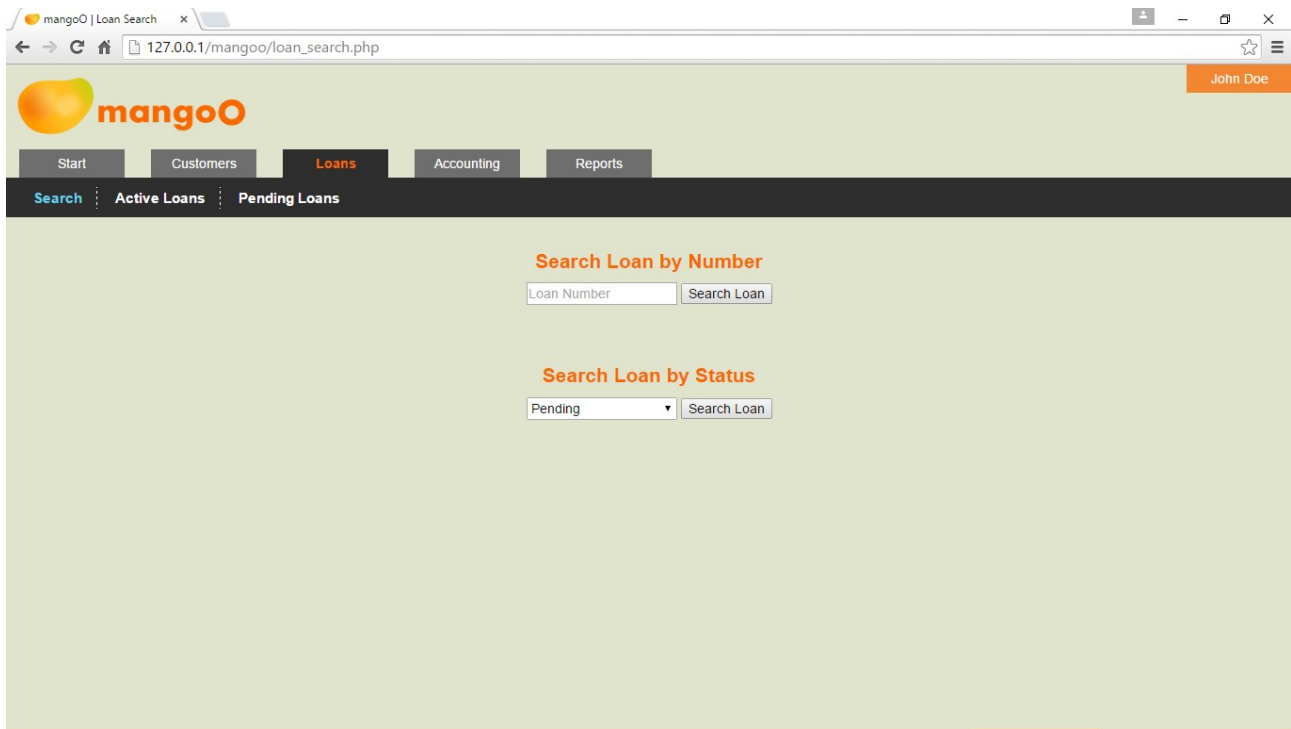 mangoO | Loan Search
127.0.0.1/mangoo/loan_search.php
John Doe
mangoO
Start Customers Loans Accounting Reports
Search Active Loans Pending Loans
Search Loan by Number
Loan Number Search Loan
Search Loan by Status
Pending Search Loan